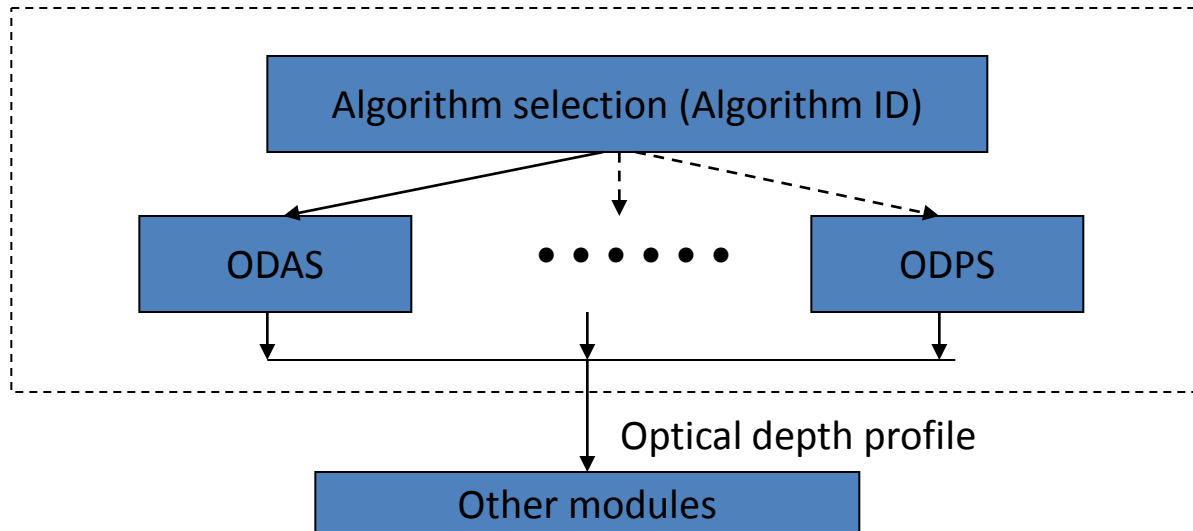 Algorithm selection (Algorithm ID)
ODAS
ODPS
Optical depth profile
Other modules